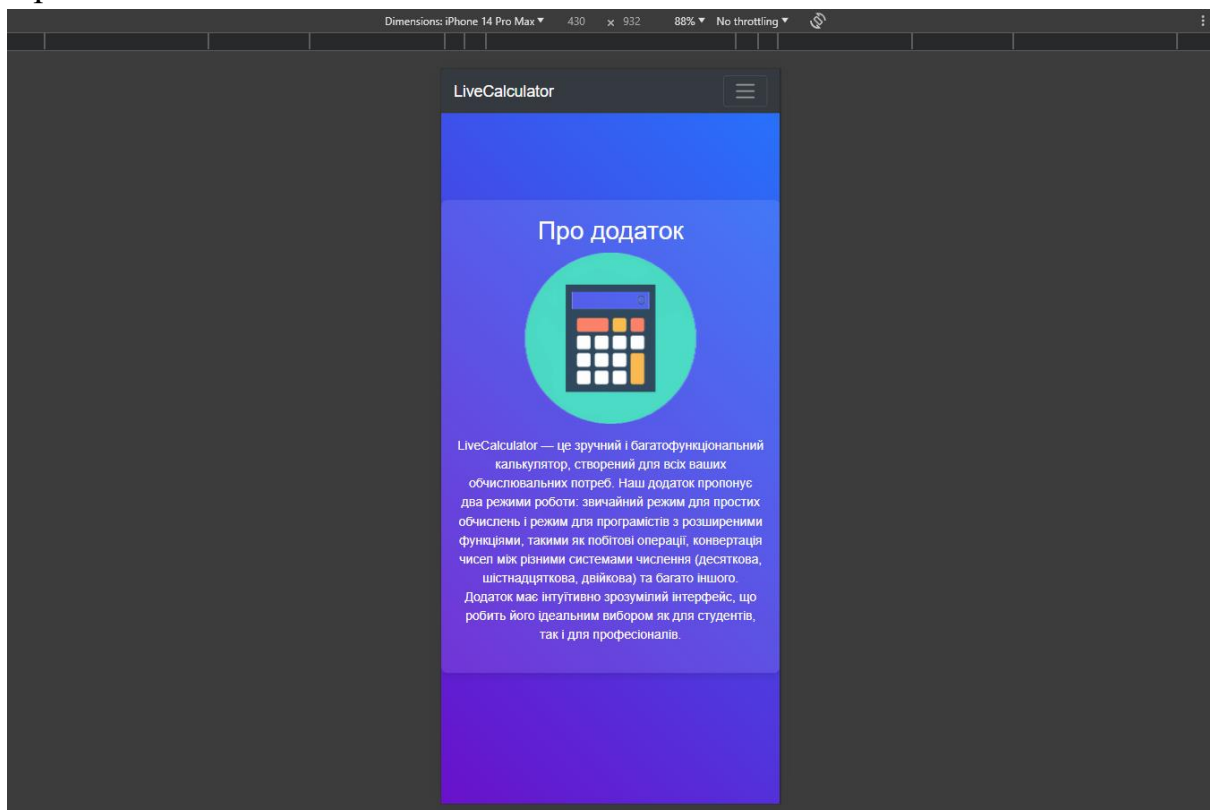 Dimensions: iPhone 14 Pro Max ▼ 430 x 932 88% ▼ No throttling ▼
LiveCalculator
Про додаток
0
LiveCalculator — це зручний і багатофункціональний
калькулятор, створений для всіх ваших
обчислювальних потреб. Наш додаток пропонує
два режими роботи: звичайний режим для простих
обчислень і режим для програмістів з розширеними
функціями, такими як побітові операції, конвертація
чисел між різними системами числення (десяткова,
шістнадцяткова, двійкова) та багато іншого.
Додаток має інтуїтивно зрозумілий інтерфейс, що
робить його ідеальним вибором як для студентів,
так і для професіоналів.